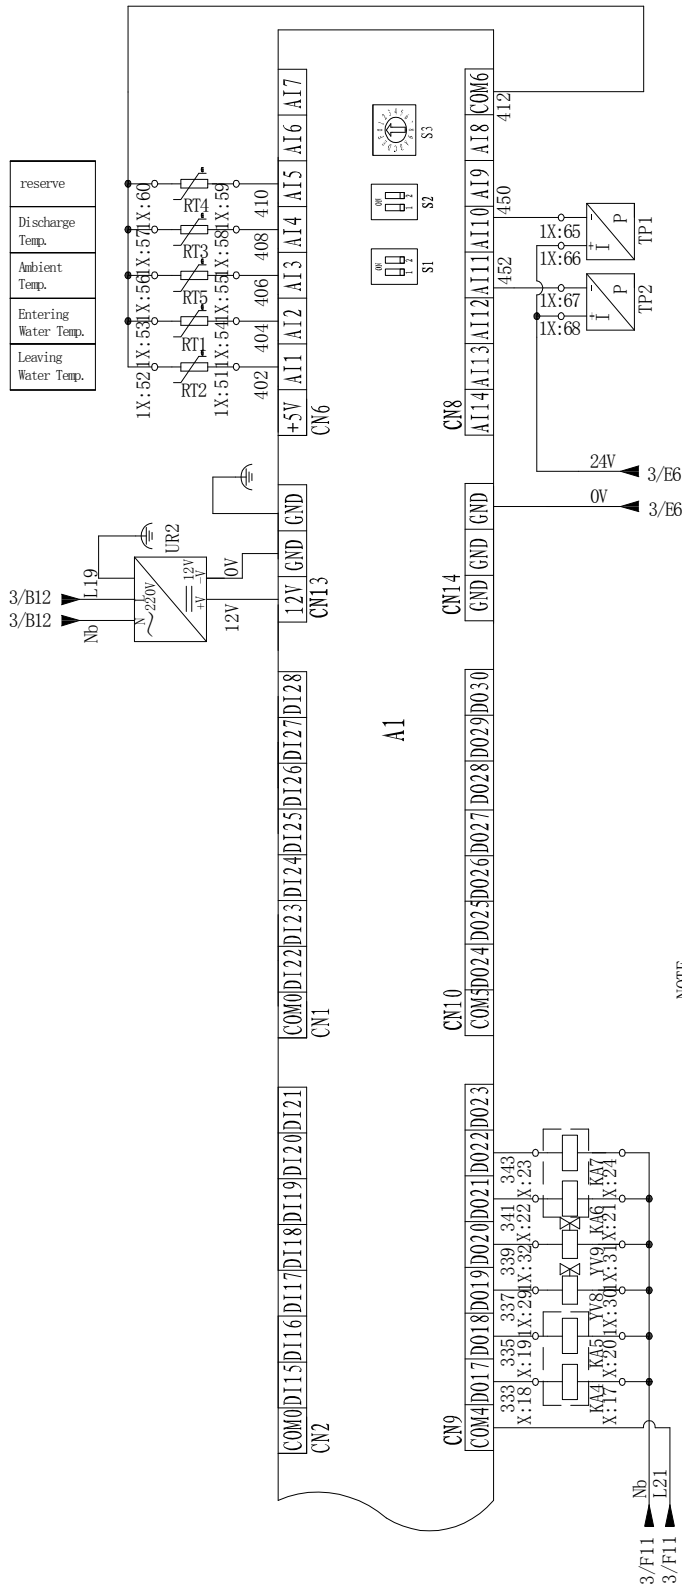 reserve
Discharge
Temp.
Ambient
Temp.
Entering
Water Temp.
Leaving
Water Temp.
1X:60
RT4
1X:59
410
1X:57
RT3
1X:58
408
1X:56
RT5
1X:55
406
1X:53
RT1
1X:54
404
1X:52
RT2
1X:51
402
AI7
AI6
AI5
AI4
AI3
AI2
AI1
+5V
CN6
S3
ON
1 2
S2
ON
1 2
S1
COM6
412
AI8
AI9
AI10
450
AI11
452
AI12
AI13
AI14
CN8
1X:65
1X:66
- P
+ I
TP1
1X:67
1X:68
- P
+ I
TP2
24V
3/E6
0V
3/E6
3/B12
L19
3/B12
Nb
UR2
L
N
~220V
12V
-V
+V
0V
12V
GND
GND
12V
CN13
GND
GND
GND
CN14
A1
DI28
DI27
DI26
DI25
DI24
DI23
DI22
COM0
CN1
DO30
DO29
DO28
DO27
DO26
DO25
DO24
COM5
CN10
NOTE
DI21
DI20
DI19
DI18
DI17
DI16
DI15
COM0
CN2
DO23
DO22
DO21
DO20
DO19
DO18
DO17
COM4
CN9
343
X:23
KA7
X:24
341
X:22
KA6
X:21
339
1X:32
YV9
1X:31
337
1X:29
YV8
1X:30
335
X:19
KA5
X:20
333
X:18
KA4
X:17
Nb
L21
3/F11
3/F11